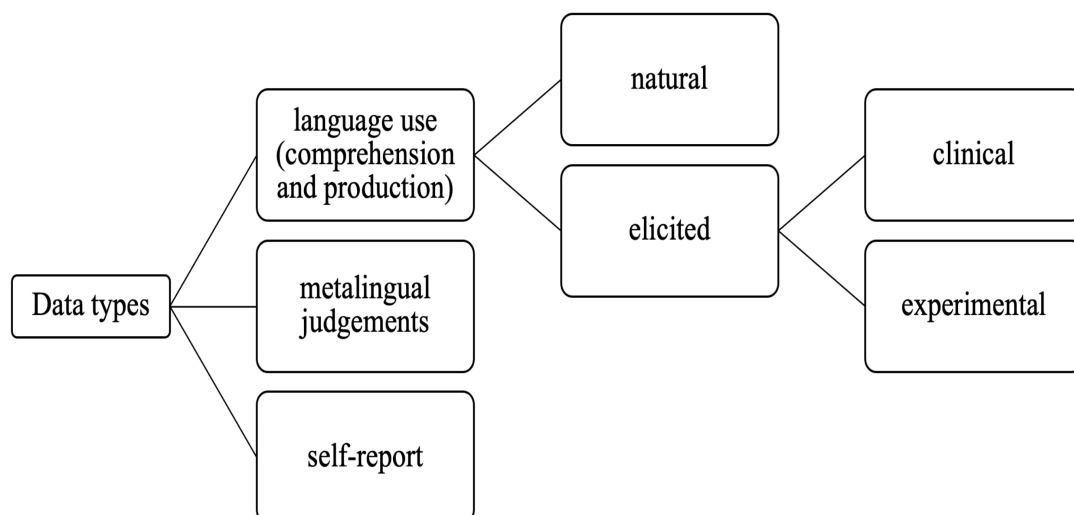 Data types
language use
(comprehension
and production)
metalingual
judgements
self-report
natural
elicited
clinical
experimental